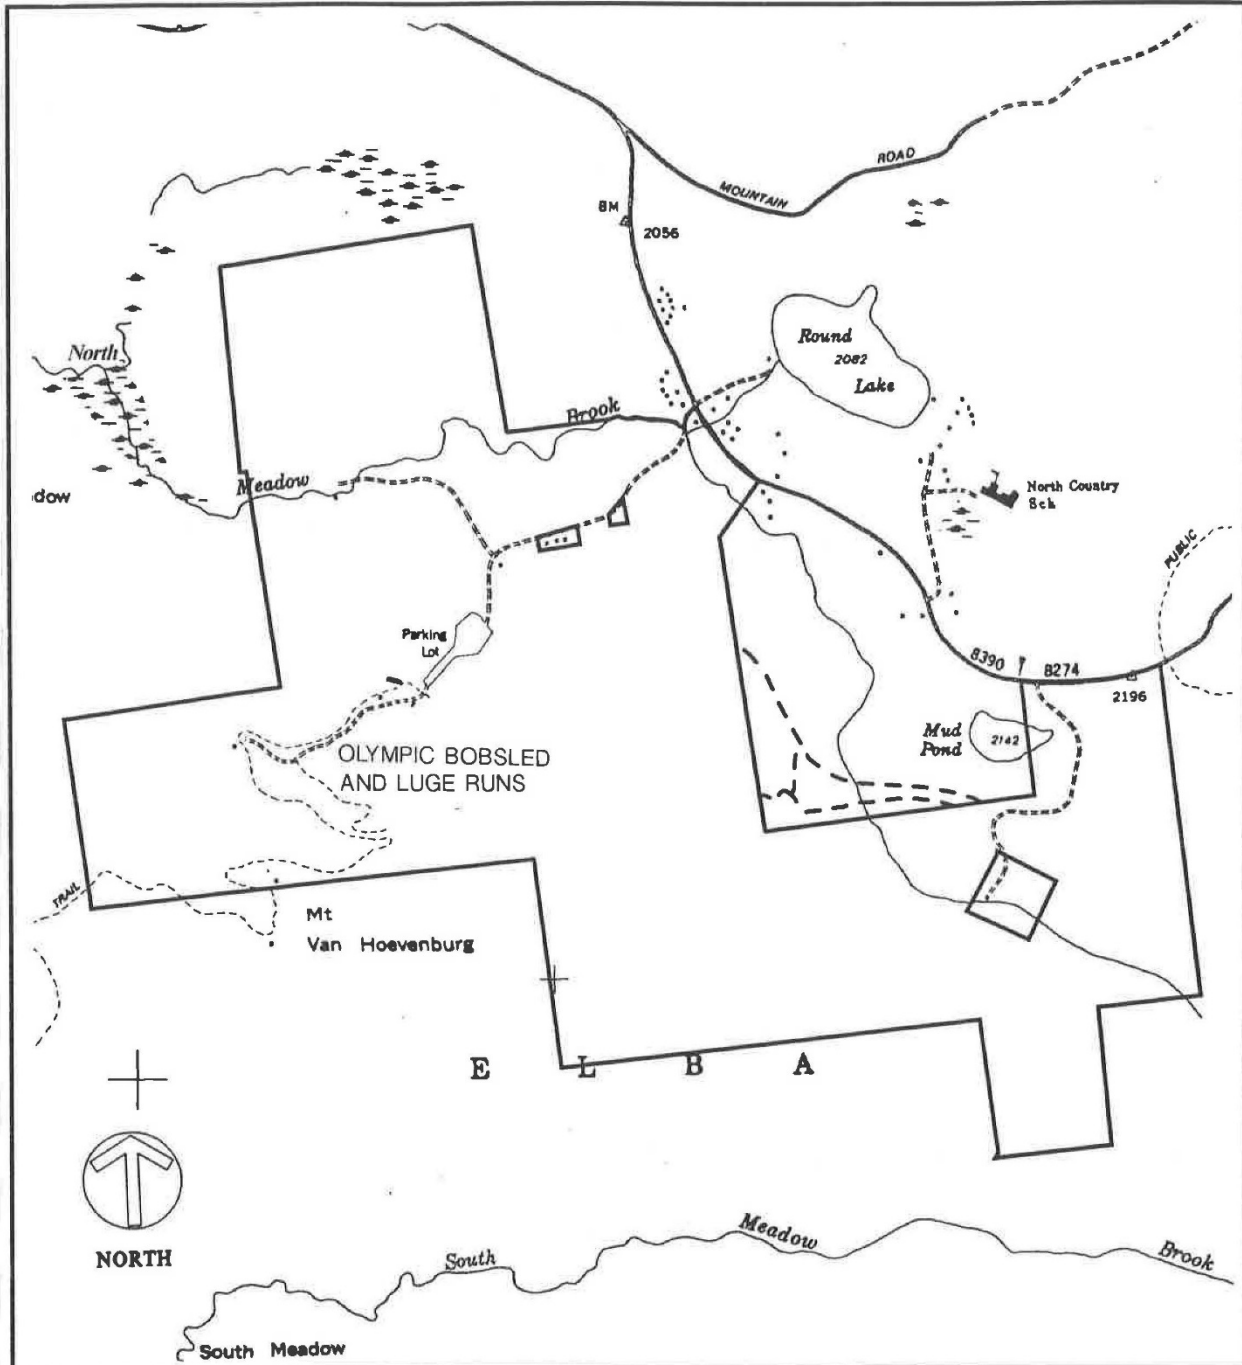 ROAD
MOUNTAIN
BM
2056
Round
2082
Lake
North
Brook
Meadow
dow
North Country
Sch
PUBLIC
Parking
Lot
8390
8274
2196
Mud
Pond
2142
OLYMPIC BOBSLED
AND LUGE RUNS
TRAIL
Mt
Van Hoevenburg
E L B A
NORTH
Meadow
South
Brook
South Meadow